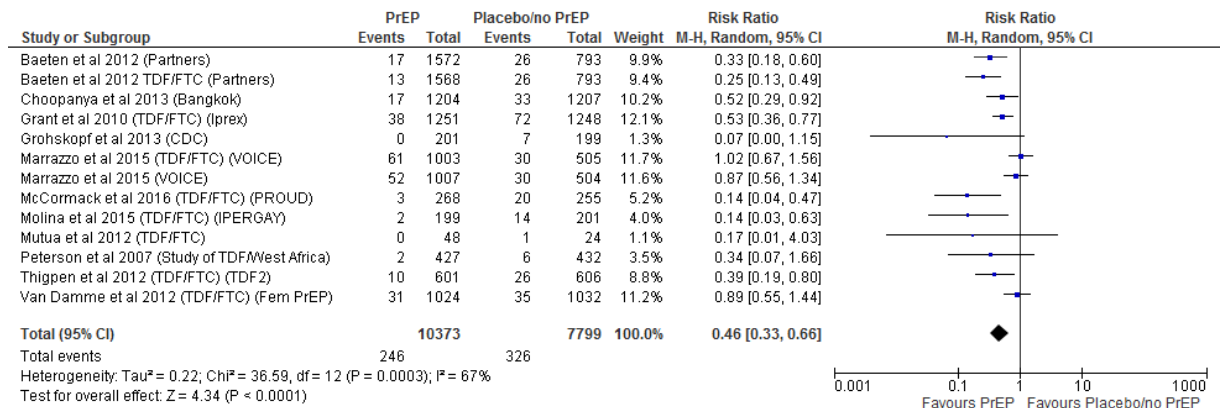 PrEP Placebo/no PrEP Risk Ratio Risk Ratio
Study or Subgroup Events Total Events Total Weight M-H, Random, 95% CI M-H, Random, 95% CI
Baeten et al 2012 (Partners) 17 1572 26 793 9.9% 0.33 [0.18, 0.60]
Baeten et al 2012 TDF/FTC (Partners) 13 1568 26 793 9.4% 0.25 [0.13, 0.49]
Choopanya et al 2013 (Bangkok) 17 1204 33 1207 10.2% 0.52 [0.29, 0.92]
Grant et al 2010 (TDF/FTC) (Iprex) 38 1251 72 1248 12.1% 0.53 [0.36, 0.77]
Grohskopf et al 2013 (CDC) 0 201 7 199 1.3% 0.07 [0.00, 1.15]
Marrazzo et al 2015 (TDF/FTC) (VOICE) 61 1003 30 505 11.7% 1.02 [0.67, 1.56]
Marrazzo et al 2015 (VOICE) 52 1007 30 504 11.6% 0.87 [0.56, 1.34]
McCormack et al 2016 (TDF/FTC) (PROUD) 3 268 20 255 5.2% 0.14 [0.04, 0.47]
Molina et al 2015 (TDF/FTC) (IPERGAY) 2 199 14 201 4.0% 0.14 [0.03, 0.63]
Mutua et al 2012 (TDF/FTC) 0 48 1 24 1.1% 0.17 [0.01, 4.03]
Peterson et al 2007 (Study of TDF/West Africa) 2 427 6 432 3.5% 0.34 [0.07, 1.66]
Thigpen et al 2012 (TDF/FTC) (TDF2) 10 601 26 606 8.8% 0.39 [0.19, 0.80]
Van Damme et al 2012 (TDF/FTC) (Fem PrEP) 31 1024 35 1032 11.2% 0.89 [0.55, 1.44]
Total (95% CI) 10373 7799 100.0% 0.46 [0.33, 0.66]
Total events 246 326
Heterogeneity: Tau² = 0.22; Chi² = 36.59, df = 12 (P = 0.0003); I² = 67%
Test for overall effect: Z = 4.34 (P < 0.0001)
0.001 0.1 1 10 1000
Favours PrEP Favours Placebo/no PrEP